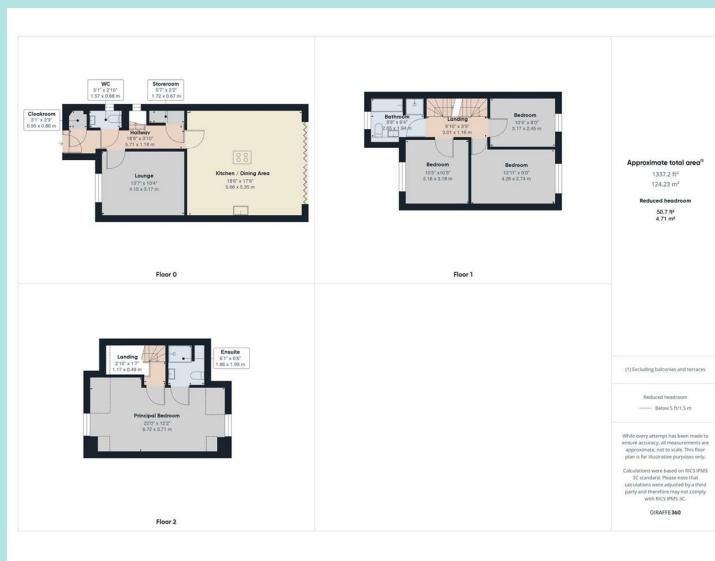 WC
5'1" x 2'10"
1.57 x 0.88 m
Storeroom
5'7" x 2'2"
1.72 x 0.67 m
Cloakroom
3'1" x 2'9"
0.95 x 0.86 m
Hallway
18'8" x 3'10"
5.71 x 1.18 m
Lounge
13'7" x 10'4"
4.15 x 3.17 m
Kitchen / Dining Area
18'6" x 17'6"
5.66 x 5.35 m
Floor 0
Bathroom
8'8" x 6'4"
2.65 x 1.94 m
Landing
9'10" x 3'9"
3.01 x 1.16 m
Bedroom
10'4" x 8'0"
3.17 x 2.45 m
Bedroom
10'5" x 10'5"
3.18 x 3.18 m
Bedroom
13'11" x 9'0"
4.26 x 2.74 m
Floor 1
Approximate total area(1)
1337.2 ft²
124.23 m²
Reduced headroom
50.7 ft²
4.71 m²
Landing
3'10" x 1'7"
1.17 x 0.49 m
Ensuite
6'1" x 6'6"
1.86 x 1.99 m
Principal Bedroom
22'0" x 12'2"
6.72 x 3.71 m
Floor 2
(1) Excluding balconies and terraces
Reduced headroom
Below 5 ft/1.5 m
While every attempt has been made to
ensure accuracy, all measurements are
approximate, not to scale. This floor
plan is for illustrative purposes only.
Calculations were based on RICS IPMS
3C standard. Please note that
calculations were adjusted by a third
party and therefore may not comply
with RICS IPMS 3C.
GIRAFFE360